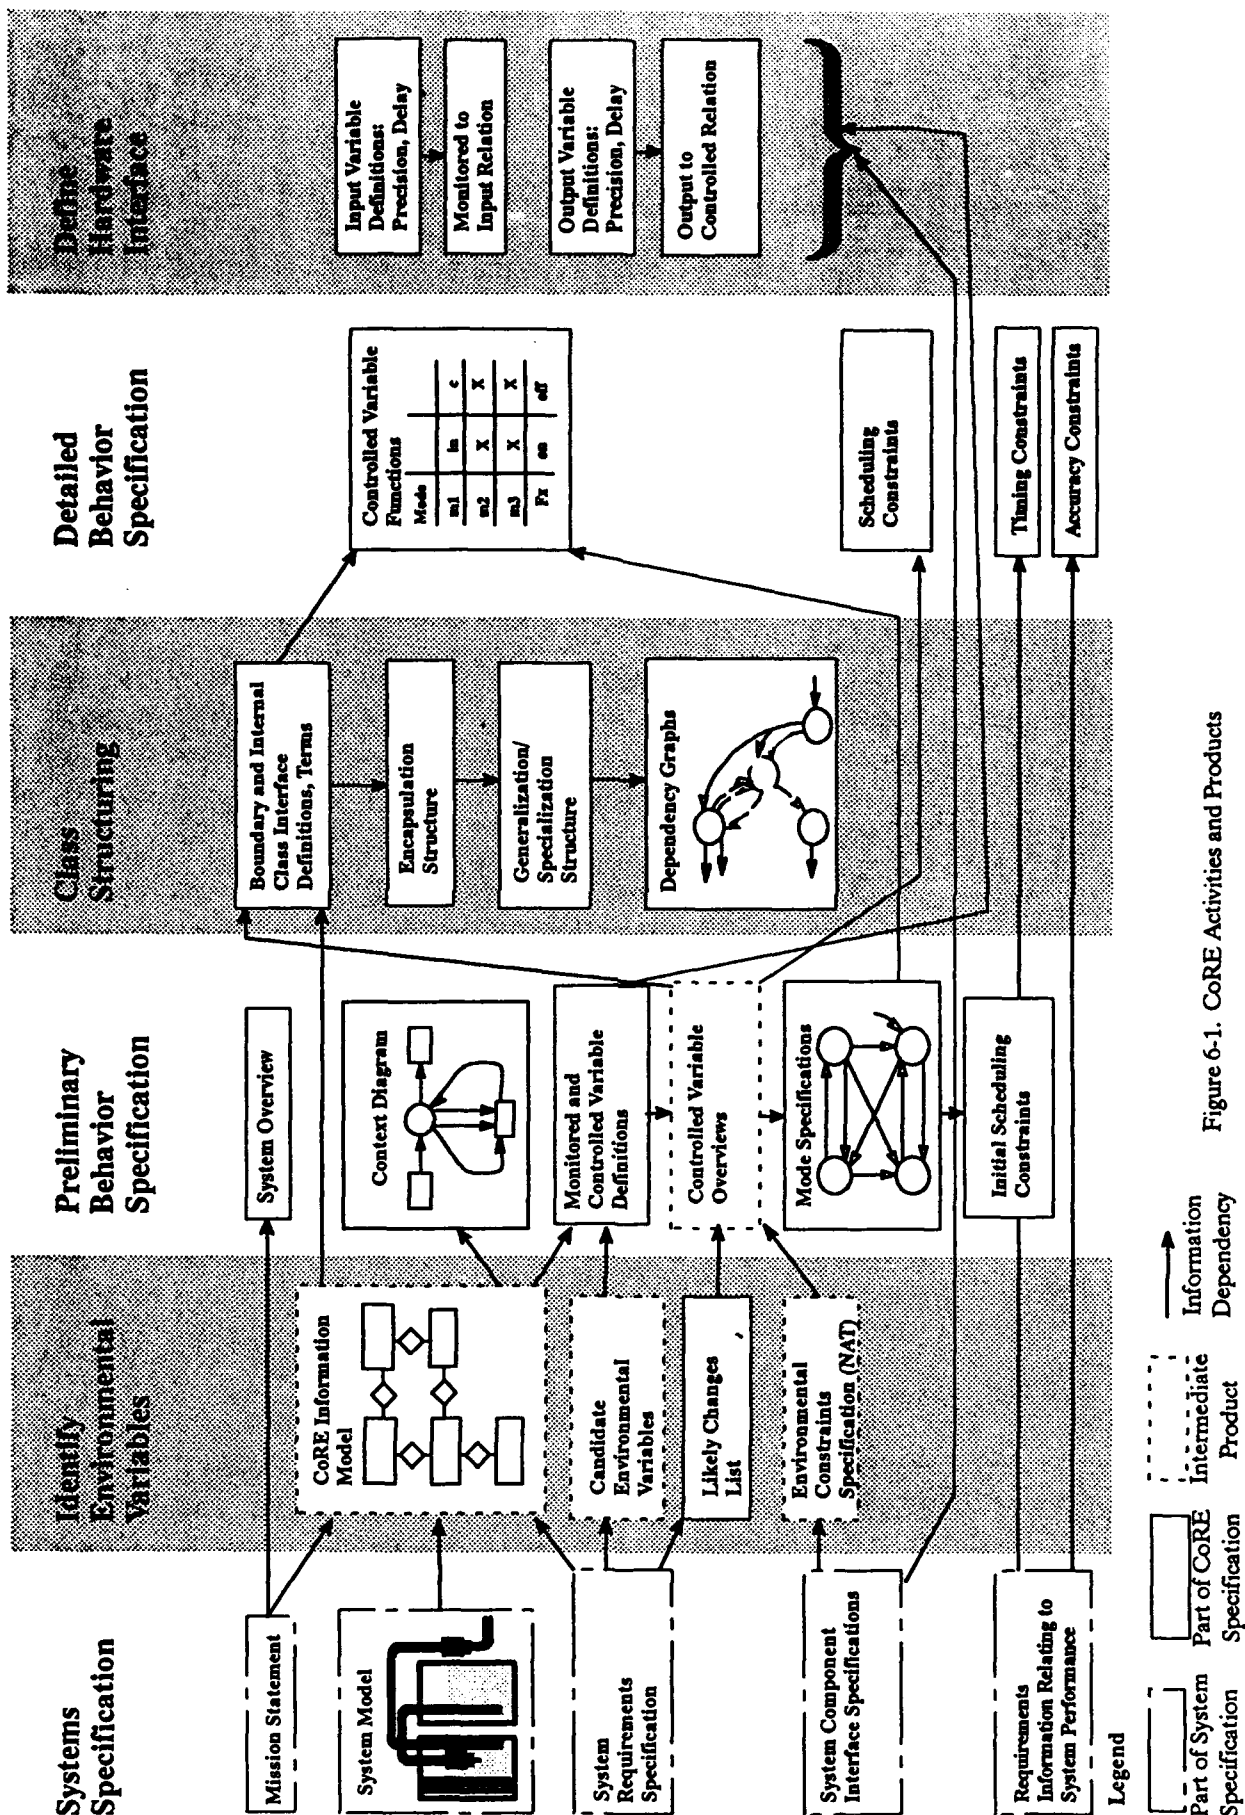 Systems
Specification
Mission Statement
System Model
System
Requirements
Specification
System Component
Interface Specifications
Requirements
Information Relating to
System Performance
Identify
Environmental
Variables
CoRE Information
Model
Candidate
Environmental
Variables
Likely Changes
List
Environmental
Constraints
Specification (NAT)
Preliminary
Behavior
Specification
System Overview
Context Diagram
Monitored and
Controlled Variable
Definitions
Controlled Variable
Overviews
Mode Specifications
Initial Scheduling
Constraints
Class
Structuring
Boundary and Internal
Class Interface
Definitions, Terms
Encapsulation
Structure
Generalization/
Specialization
Structure
Dependency Graphs
Detailed
Behavior
Specification
Controlled Variable
Functions
Mode
m1 in c
m2 X X
m3 X X
Fx on off
Scheduling
Constraints
Timing Constraints
Accuracy Constraints
Define
Hardware
Interface
Input Variable
Definitions:
Precision, Delay
Monitored to
Input Relation
Output Variable
Definitions:
Precision, Delay
Output to
Controlled Relation
Legend
Part of System
Specification
Part of CoRE
Specification
Intermediate
Product
Information
Dependency
Figure 6-1. CoRE Activities and Products